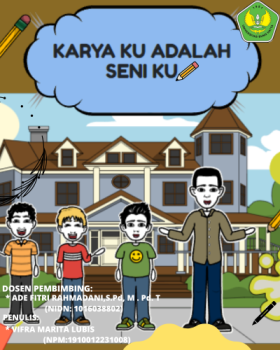 KARYA KU ADALAH
SENI KU
DOSEN PEMBIMBING:
* ADE FITRI RAHMADANI,S.Pd, M . Pd. T
(NIDN: 1016038802)
PENULIS:
* VIFRA MARITA LUBIS
(NPM:1910012231008)